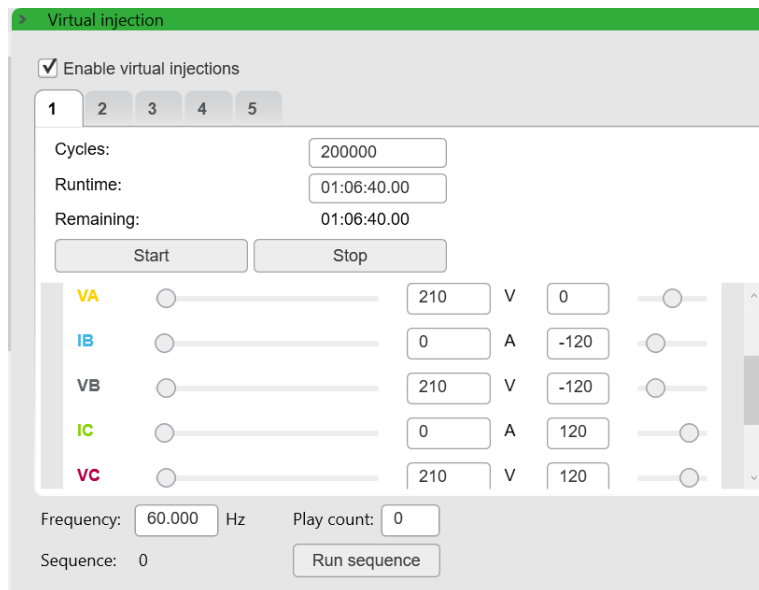 Virtual injection
Enable virtual injections
1 2 3 4 5
Cycles: 200000
Runtime: 01:06:40.00
Remaining: 01:06:40.00
Start Stop
VA 210 V 0
IB 0 A -120
VB 210 V -120
IC 0 A 120
VC 210 V 120
Frequency: 60.000 Hz Play count: 0
Sequence: 0 Run sequence